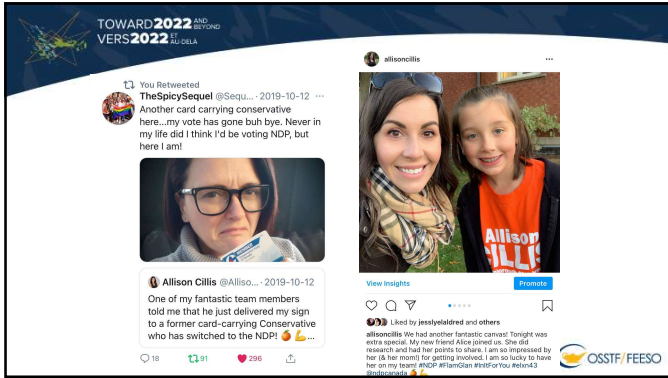 TOWARD2022 AND BEYOND
VERS2022 ET AU-DELÀ
You Retweeted
TheSpicySequel @Sequ... · 2019-10-12 ...
Another card carrying conservative
here...my vote has gone buh bye. Never in
my life did I think I'd be voting NDP, but
here I am!
Allison Cillis @Alliso... · 2019-10-12
One of my fantastic team members
told me that he just delivered my sign
to a former card-carrying Conservative
who has switched to the NDP! 🍊 💪...
18 91 296
allisoncillis ...
Allison
CILLIS
View Insights Promote
Liked by jesslyelaldred and others
allisoncillis We had another fantastic canvas! Tonight was
extra special. My new friend Alice joined us. She did
research and had her points to share. I am so impressed by
her (& her mom!) for getting involved. I am so lucky to have
her on my team! #NDP #FlamGlan #InItForYou #elxn43
@ndpcanada 🍊 💪
OSSTF/FEESO